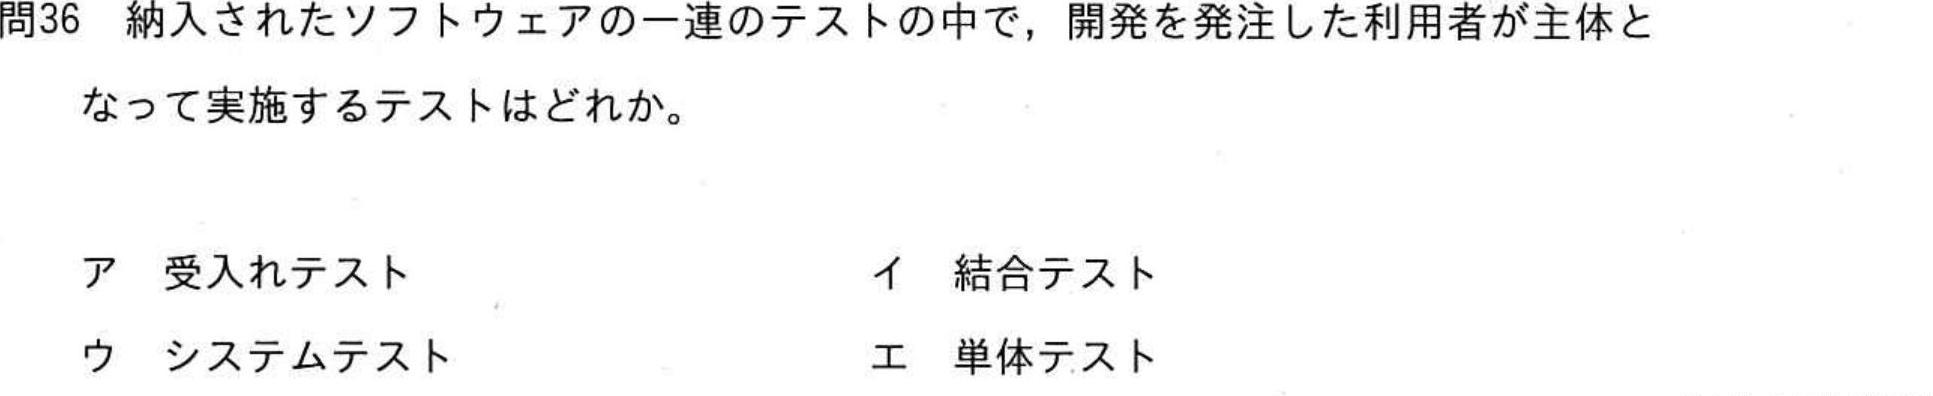 問36 納入されたソフトウェアの一連のテストの中で，開発を発注した利用者が主体と
なって実施するテストはどれか。
ア 受入れテスト イ 結合テスト
ウ システムテスト エ 単体テスト